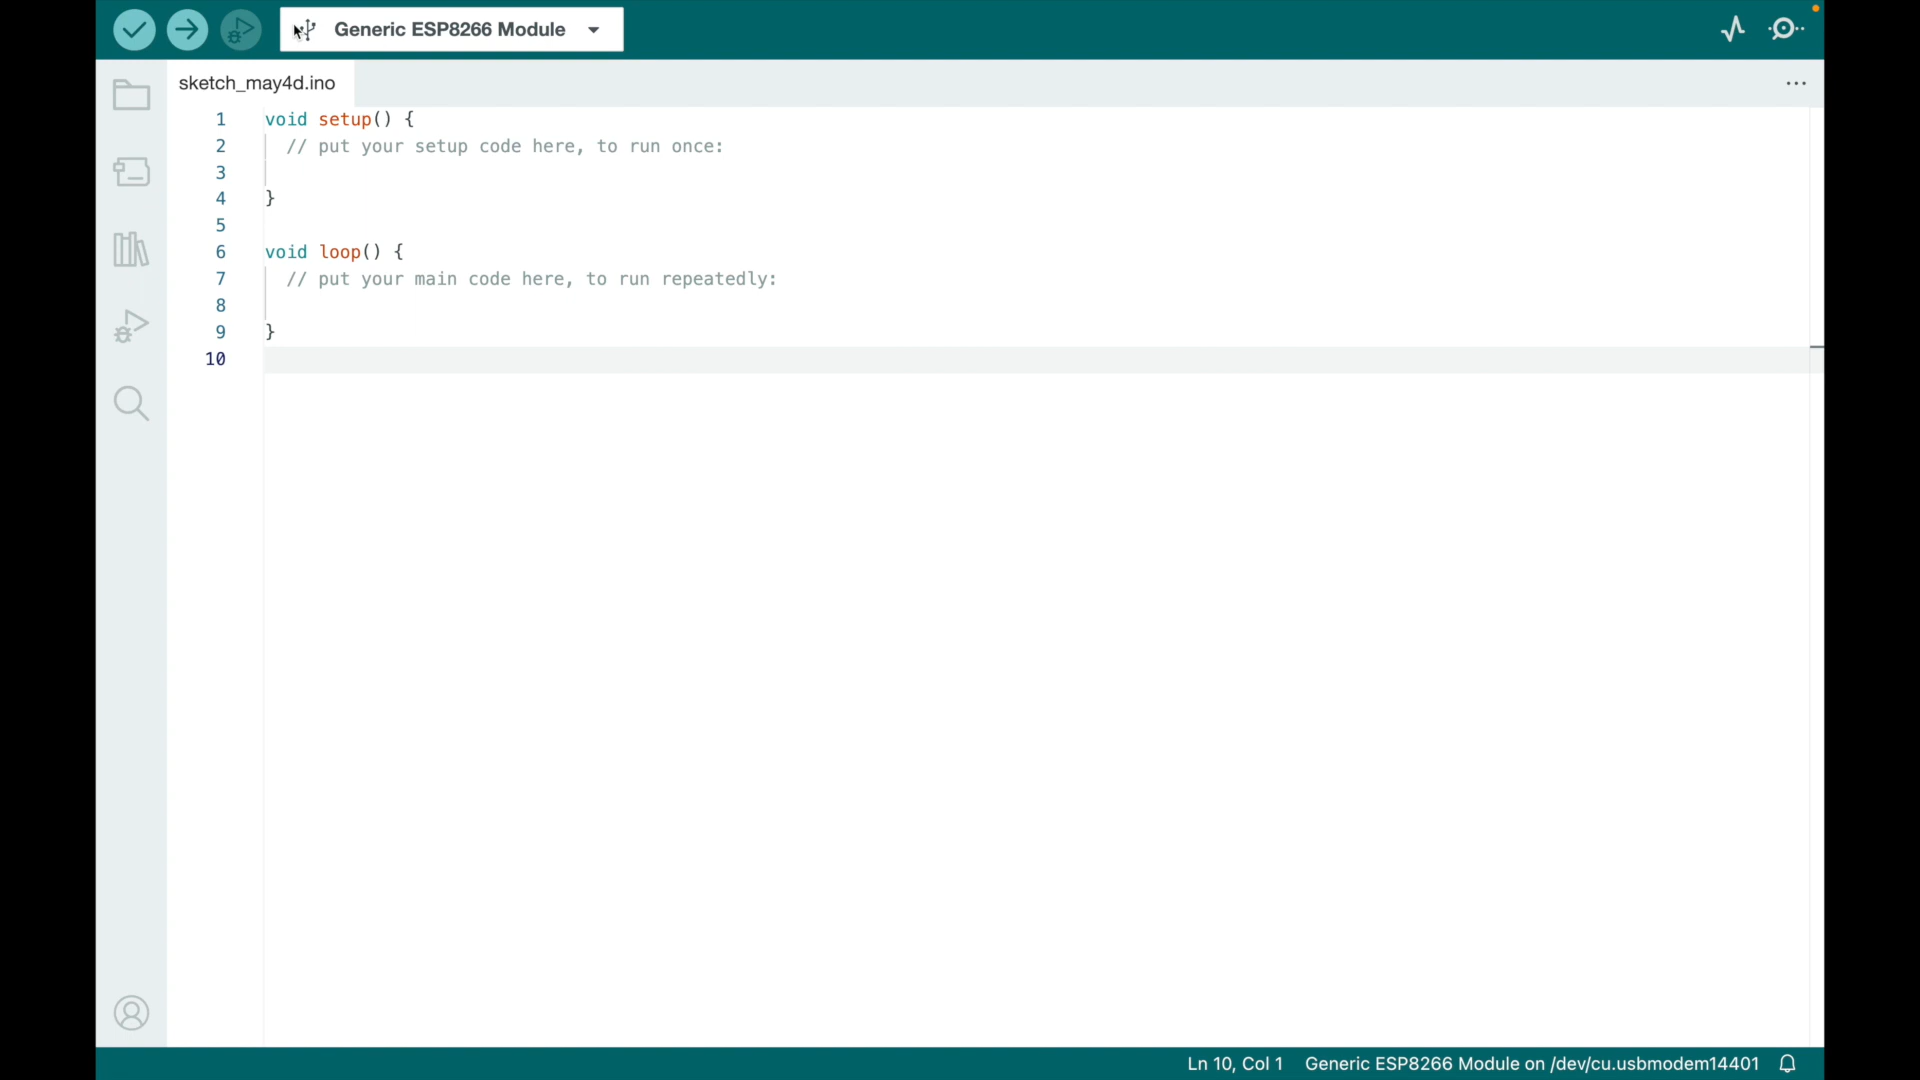 Generic ESP8266 Module
sketch_may4d.ino
1 void setup() {
2 // put your setup code here, to run once:
3
4 }
5
6 void loop() {
7 // put your main code here, to run repeatedly:
8
9 }
10
Ln 10, Col 1 Generic ESP8266 Module on /dev/cu.usbmodem14401